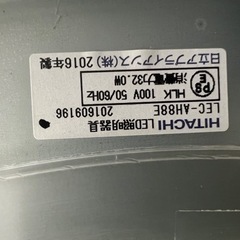 HITACHI LED照明器具
LEC-AH88E 201609196
HLK 100V 50/60Hz
消費電力32.0W
PS
E
日立アプライアンス(株) 2016年製